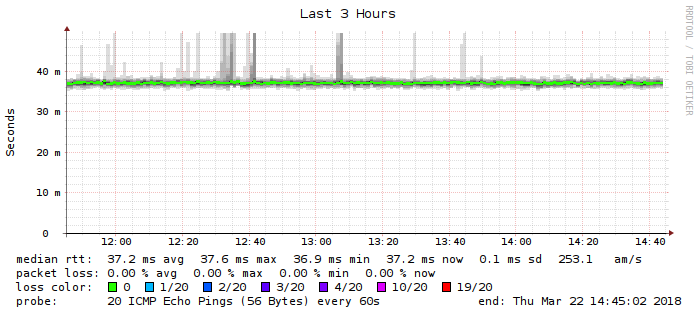 Last 3 Hours
RRDTOOL / TOBI OETIKER
Seconds
40 m
30 m
20 m
10 m
0
12:00 12:20 12:40 13:00 13:20 13:40 14:00 14:20 14:40
median rtt: 37.2 ms avg 37.6 ms max 36.9 ms min 37.2 ms now 0.1 ms sd 253.1 am/s
packet loss: 0.00 % avg 0.00 % max 0.00 % min 0.00 % now
loss color: 0 1/20 2/20 3/20 4/20 10/20 19/20
probe: 20 ICMP Echo Pings (56 Bytes) every 60s end: Thu Mar 22 14:45:02 2018